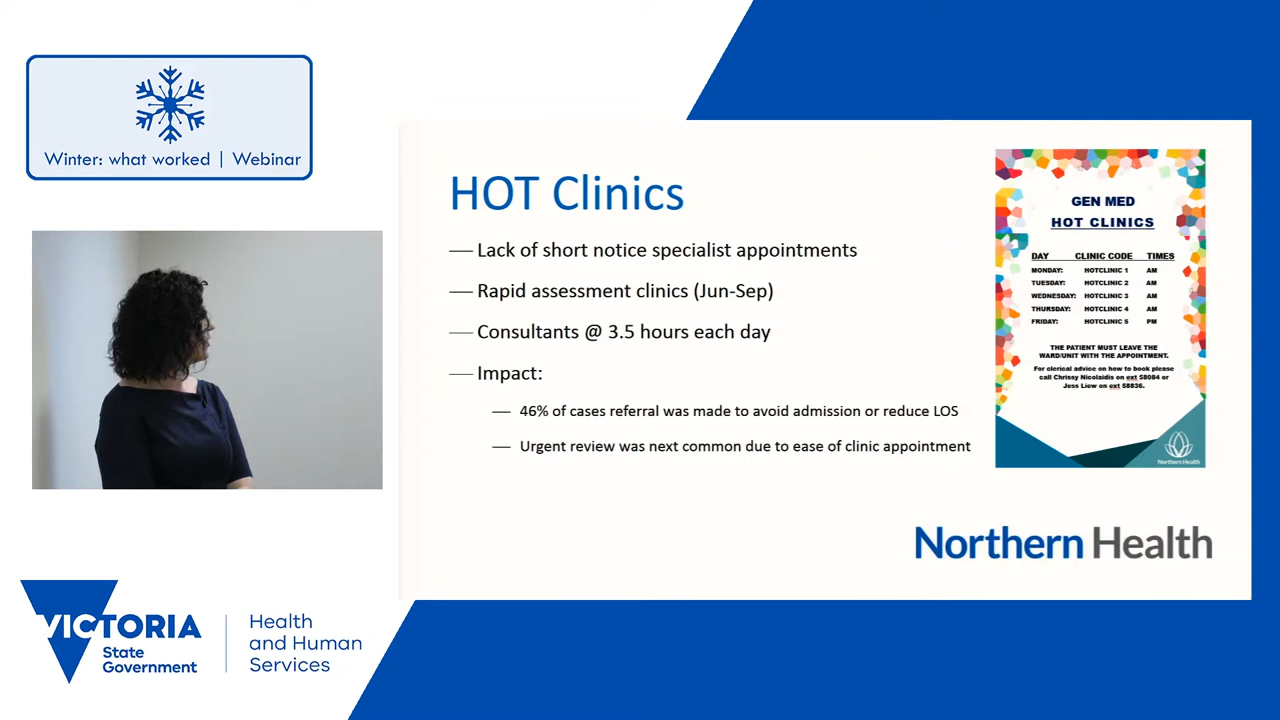 Winter: what worked | Webinar
HOT Clinics
— Lack of short notice specialist appointments
— Rapid assessment clinics (Jun-Sep)
— Consultants @ 3.5 hours each day
— Impact:
— 46% of cases referral was made to avoid admission or reduce LOS
— Urgent review was next common due to ease of clinic appointment
GEN MED
HOT CLINICS
DAY CLINIC CODE TIMES
MONDAY: HOTCLINIC 1 AM
TUESDAY: HOTCLINIC 2 AM
WEDNESDAY: HOTCLINIC 3 AM
THURSDAY: HOTCLINIC 4 AM
FRIDAY: HOTCLINIC 5 PM
THE PATIENT MUST LEAVE THE
WARD/UNIT WITH THE APPOINTMENT.
For clerical advice on how to book please
call Chrissy Nicolaidis on ext 58084 or
Jess Liew on ext 58836.
Northern Health
Northern Health
VICTORIA
State
Government
Health
and Human
Services